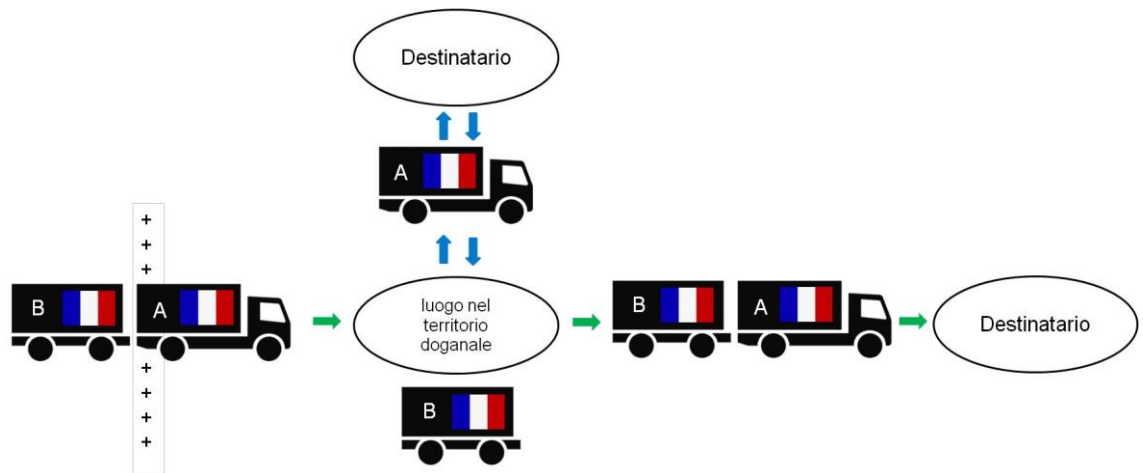 Destinatario
A
+
+
+
B
A
luogo nel
territorio
doganale
B
A
Destinatario
+
+
+
+
B